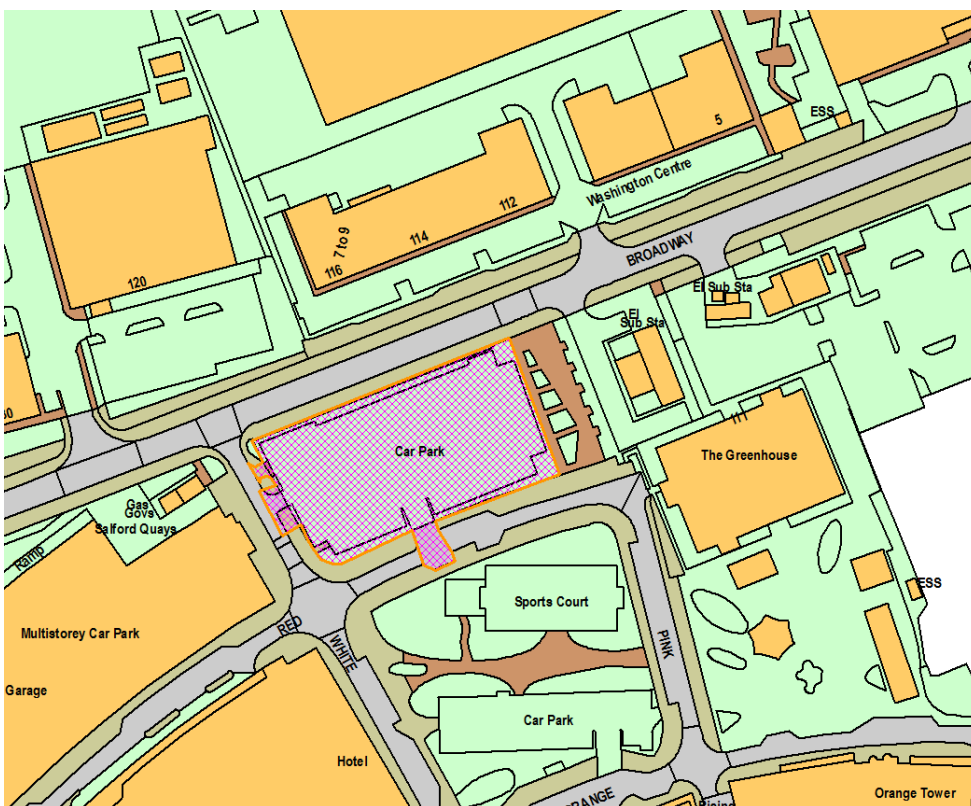 ESS
5
Washington Centre
112
114
7 to 9
116
120
BROADWAY
El Sub Sta
El
Sub Sta
111
The Greenhouse
Car Park
Gas
Govs
Salford Quays
Ramp
ESS
Sports Court
Multistorey Car Park
RED
WHITE
PINK
Garage
Car Park
Hotel
Orange Tower